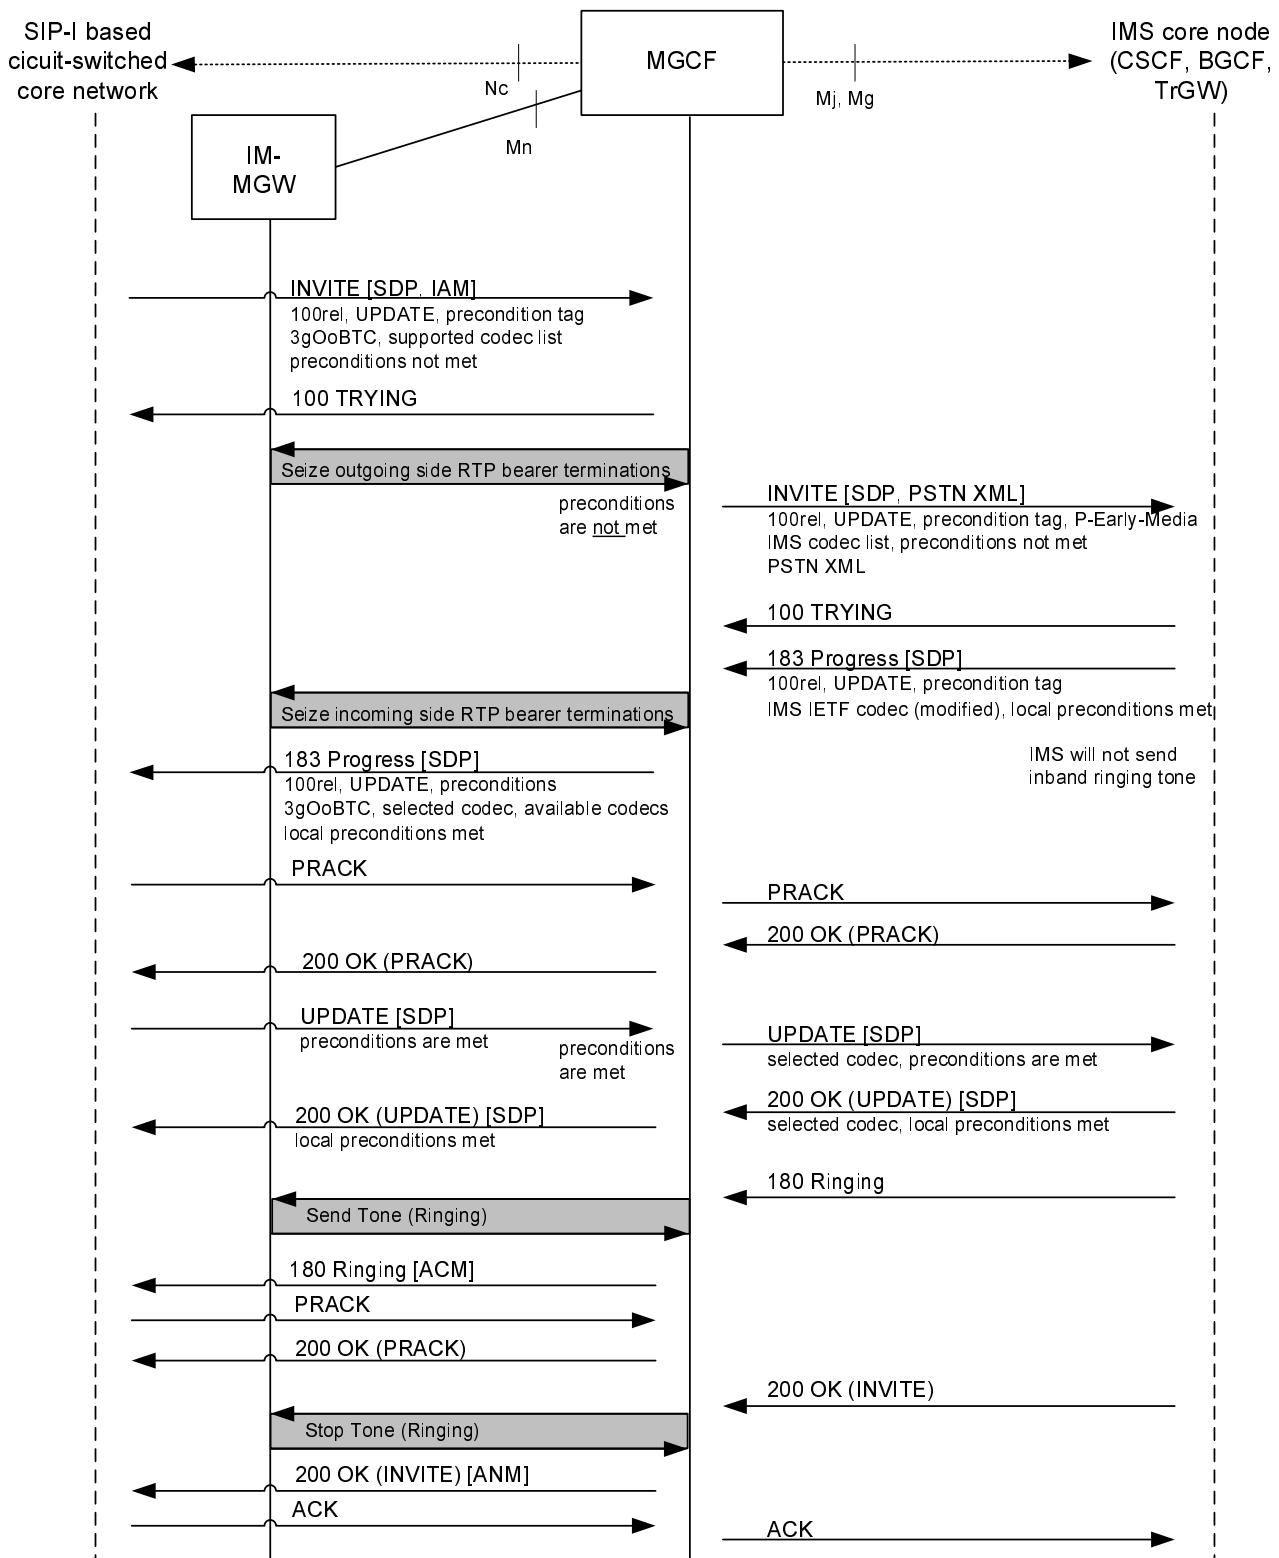 SIP-I based
cicuit-switched
core network
MGCF
IMS core node
(CSCF, BGCF,
TrGW)
Nc
Mj, Mg
Mn
IM-
MGW
INVITE [SDP, IAM]
100rel, UPDATE, precondition tag
3gOoBTC, supported codec list
preconditions not met
100 TRYING
Seize outgoing side RTP bearer terminations
preconditions
are not met
INVITE [SDP, PSTN XML]
100rel, UPDATE, precondition tag, P-Early-Media
IMS codec list, preconditions not met
PSTN XML
100 TRYING
183 Progress [SDP]
100rel, UPDATE, precondition tag
IMS IETF codec (modified), local preconditions met
Seize incoming side RTP bearer terminations
IMS will not send
inband ringing tone
183 Progress [SDP]
100rel, UPDATE, preconditions
3gOoBTC, selected codec, available codecs
local preconditions met
PRACK
PRACK
200 OK (PRACK)
200 OK (PRACK)
UPDATE [SDP]
preconditions are met
preconditions
are met
UPDATE [SDP]
selected codec, preconditions are met
200 OK (UPDATE) [SDP]
selected codec, local preconditions met
200 OK (UPDATE) [SDP]
local preconditions met
180 Ringing
Send Tone (Ringing)
180 Ringing [ACM]
PRACK
200 OK (PRACK)
200 OK (INVITE)
Stop Tone (Ringing)
200 OK (INVITE) [ANM]
ACK
ACK